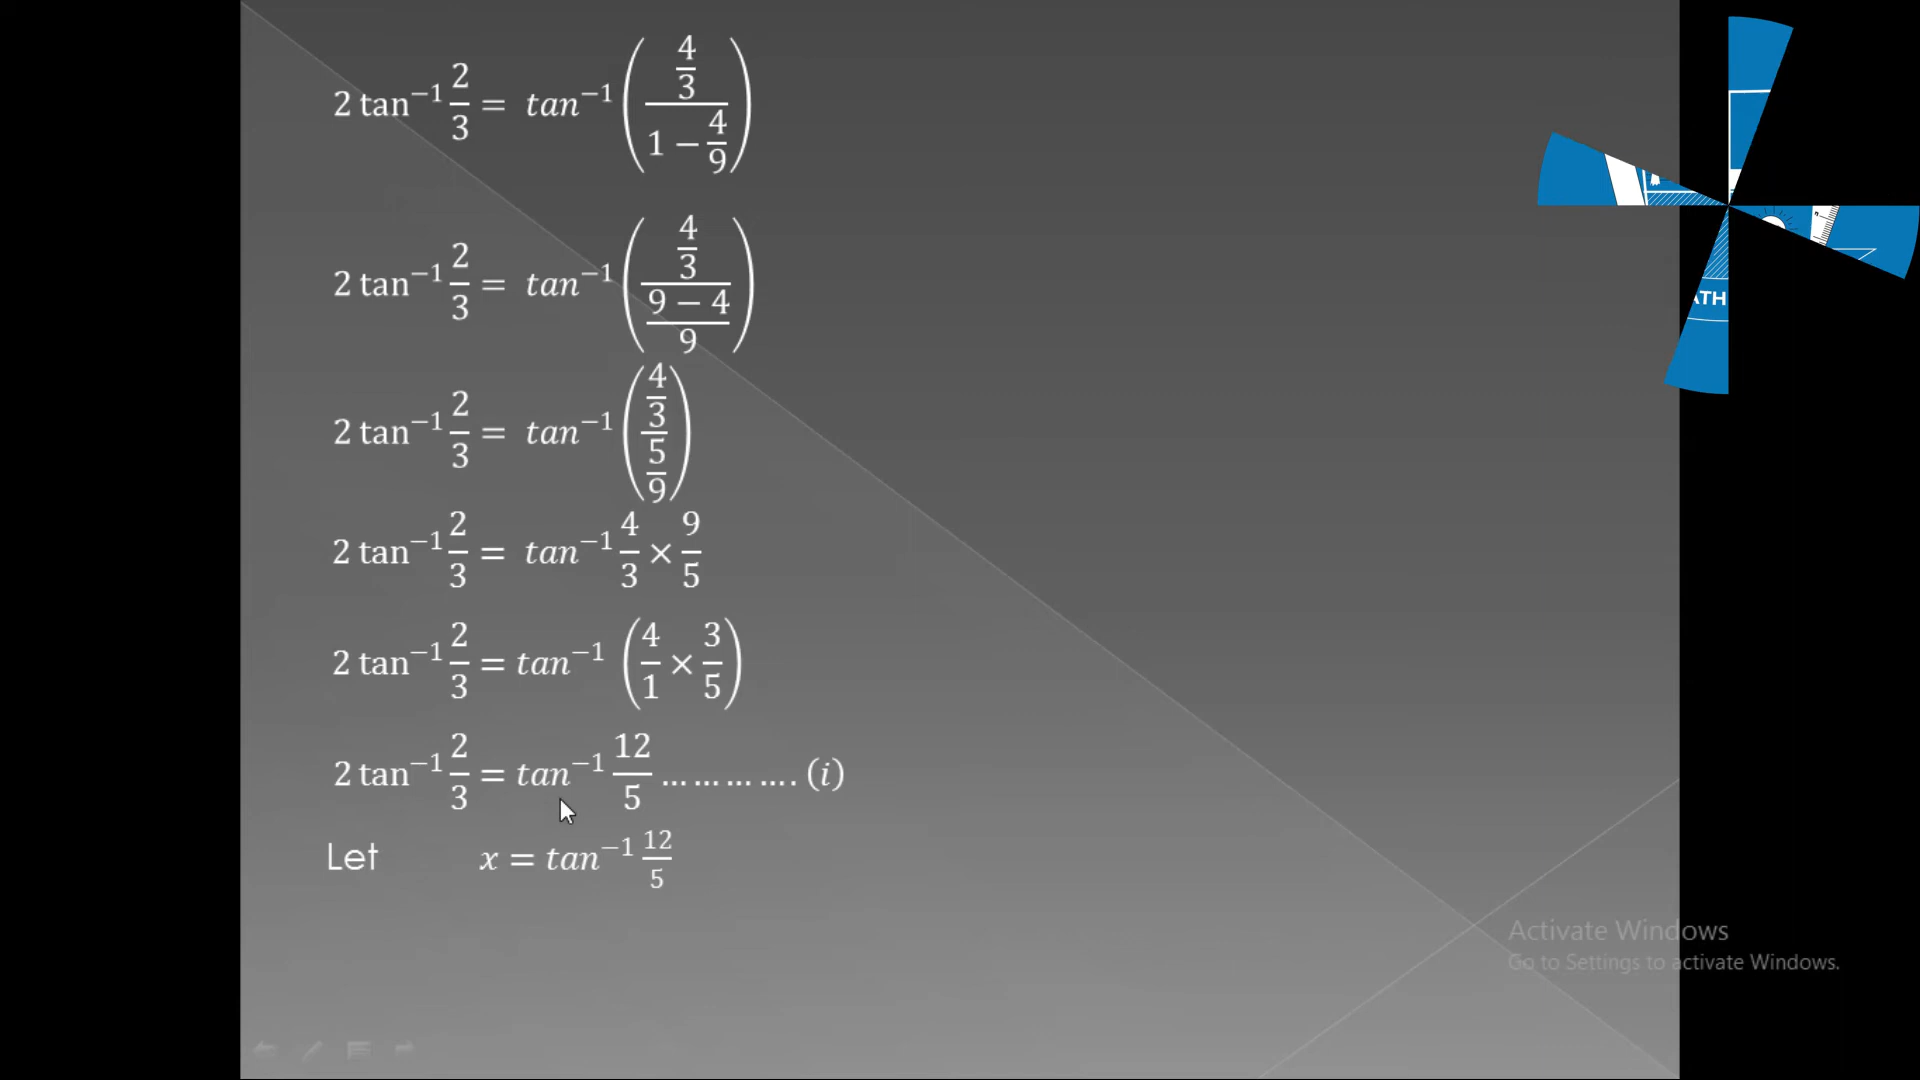 2 tan⁻¹ 2/3 = tan⁻¹ ((4/3)/(1 − 4/9))
2 tan⁻¹ 2/3 = tan⁻¹ ((4/3)/((9 − 4)/9))
2 tan⁻¹ 2/3 = tan⁻¹ ((4/3)/(5/9))
2 tan⁻¹ 2/3 = tan⁻¹ 4/3 × 9/5
2 tan⁻¹ 2/3 = tan⁻¹ (4/1 × 3/5)
2 tan⁻¹ 2/3 = tan⁻¹ 12/5 … … … …. (i)
Let x = tan⁻¹ 12/5
ATH
Activate Windows
Go to Settings to activate Windows.